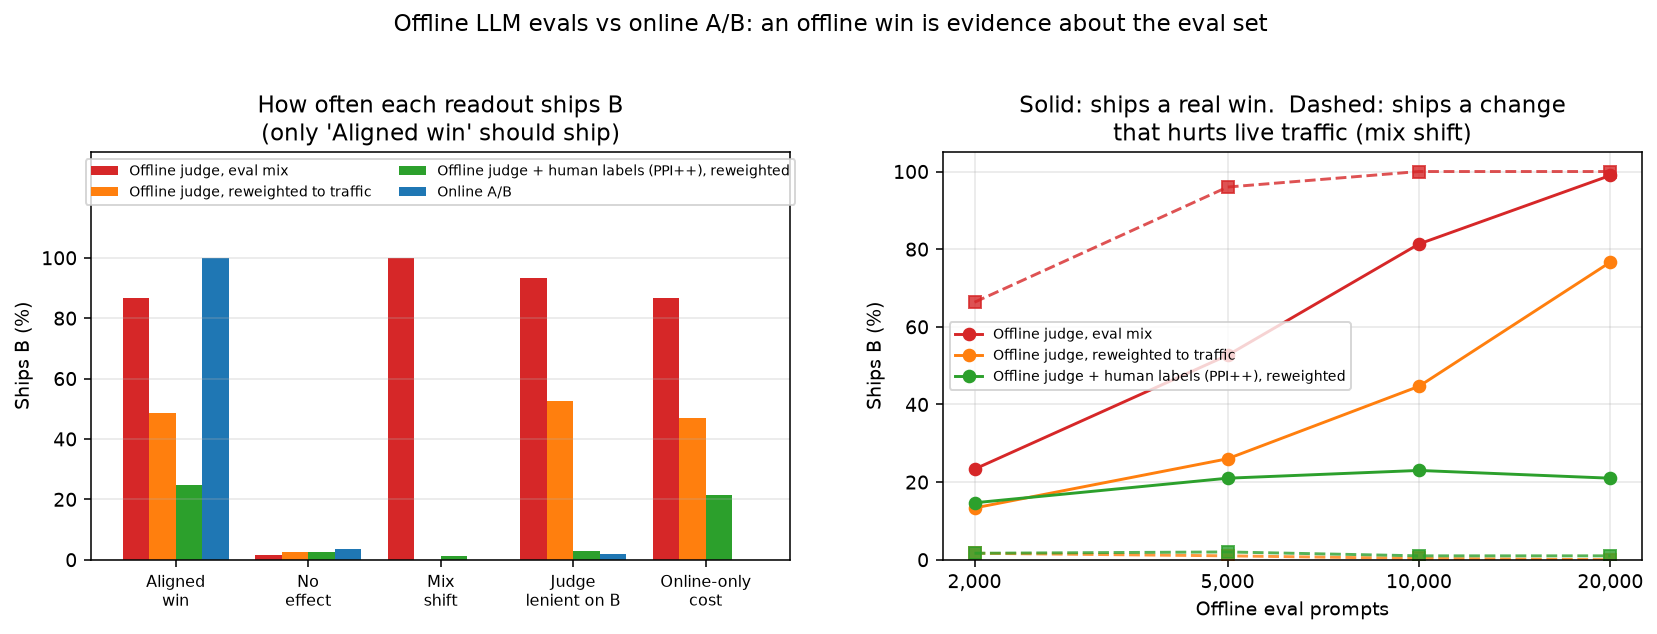 Offline LLM evals vs online A/B: an offline win is evidence about the eval set
How often each readout ships B
(only 'Aligned win' should ship)
Offline judge, eval mix
Offline judge, reweighted to traffic
Offline judge + human labels (PPI++), reweighted
Online A/B
Ships B (%)
100
80
60
40
20
0
Aligned
win
No
effect
Mix
shift
Judge
lenient on B
Online-only
cost
Solid: ships a real win.  Dashed: ships a change
that hurts live traffic (mix shift)
Offline judge, eval mix
Offline judge, reweighted to traffic
Offline judge + human labels (PPI++), reweighted
Ships B (%)
100
80
60
40
20
0
2,000
5,000
10,000
20,000
Offline eval prompts